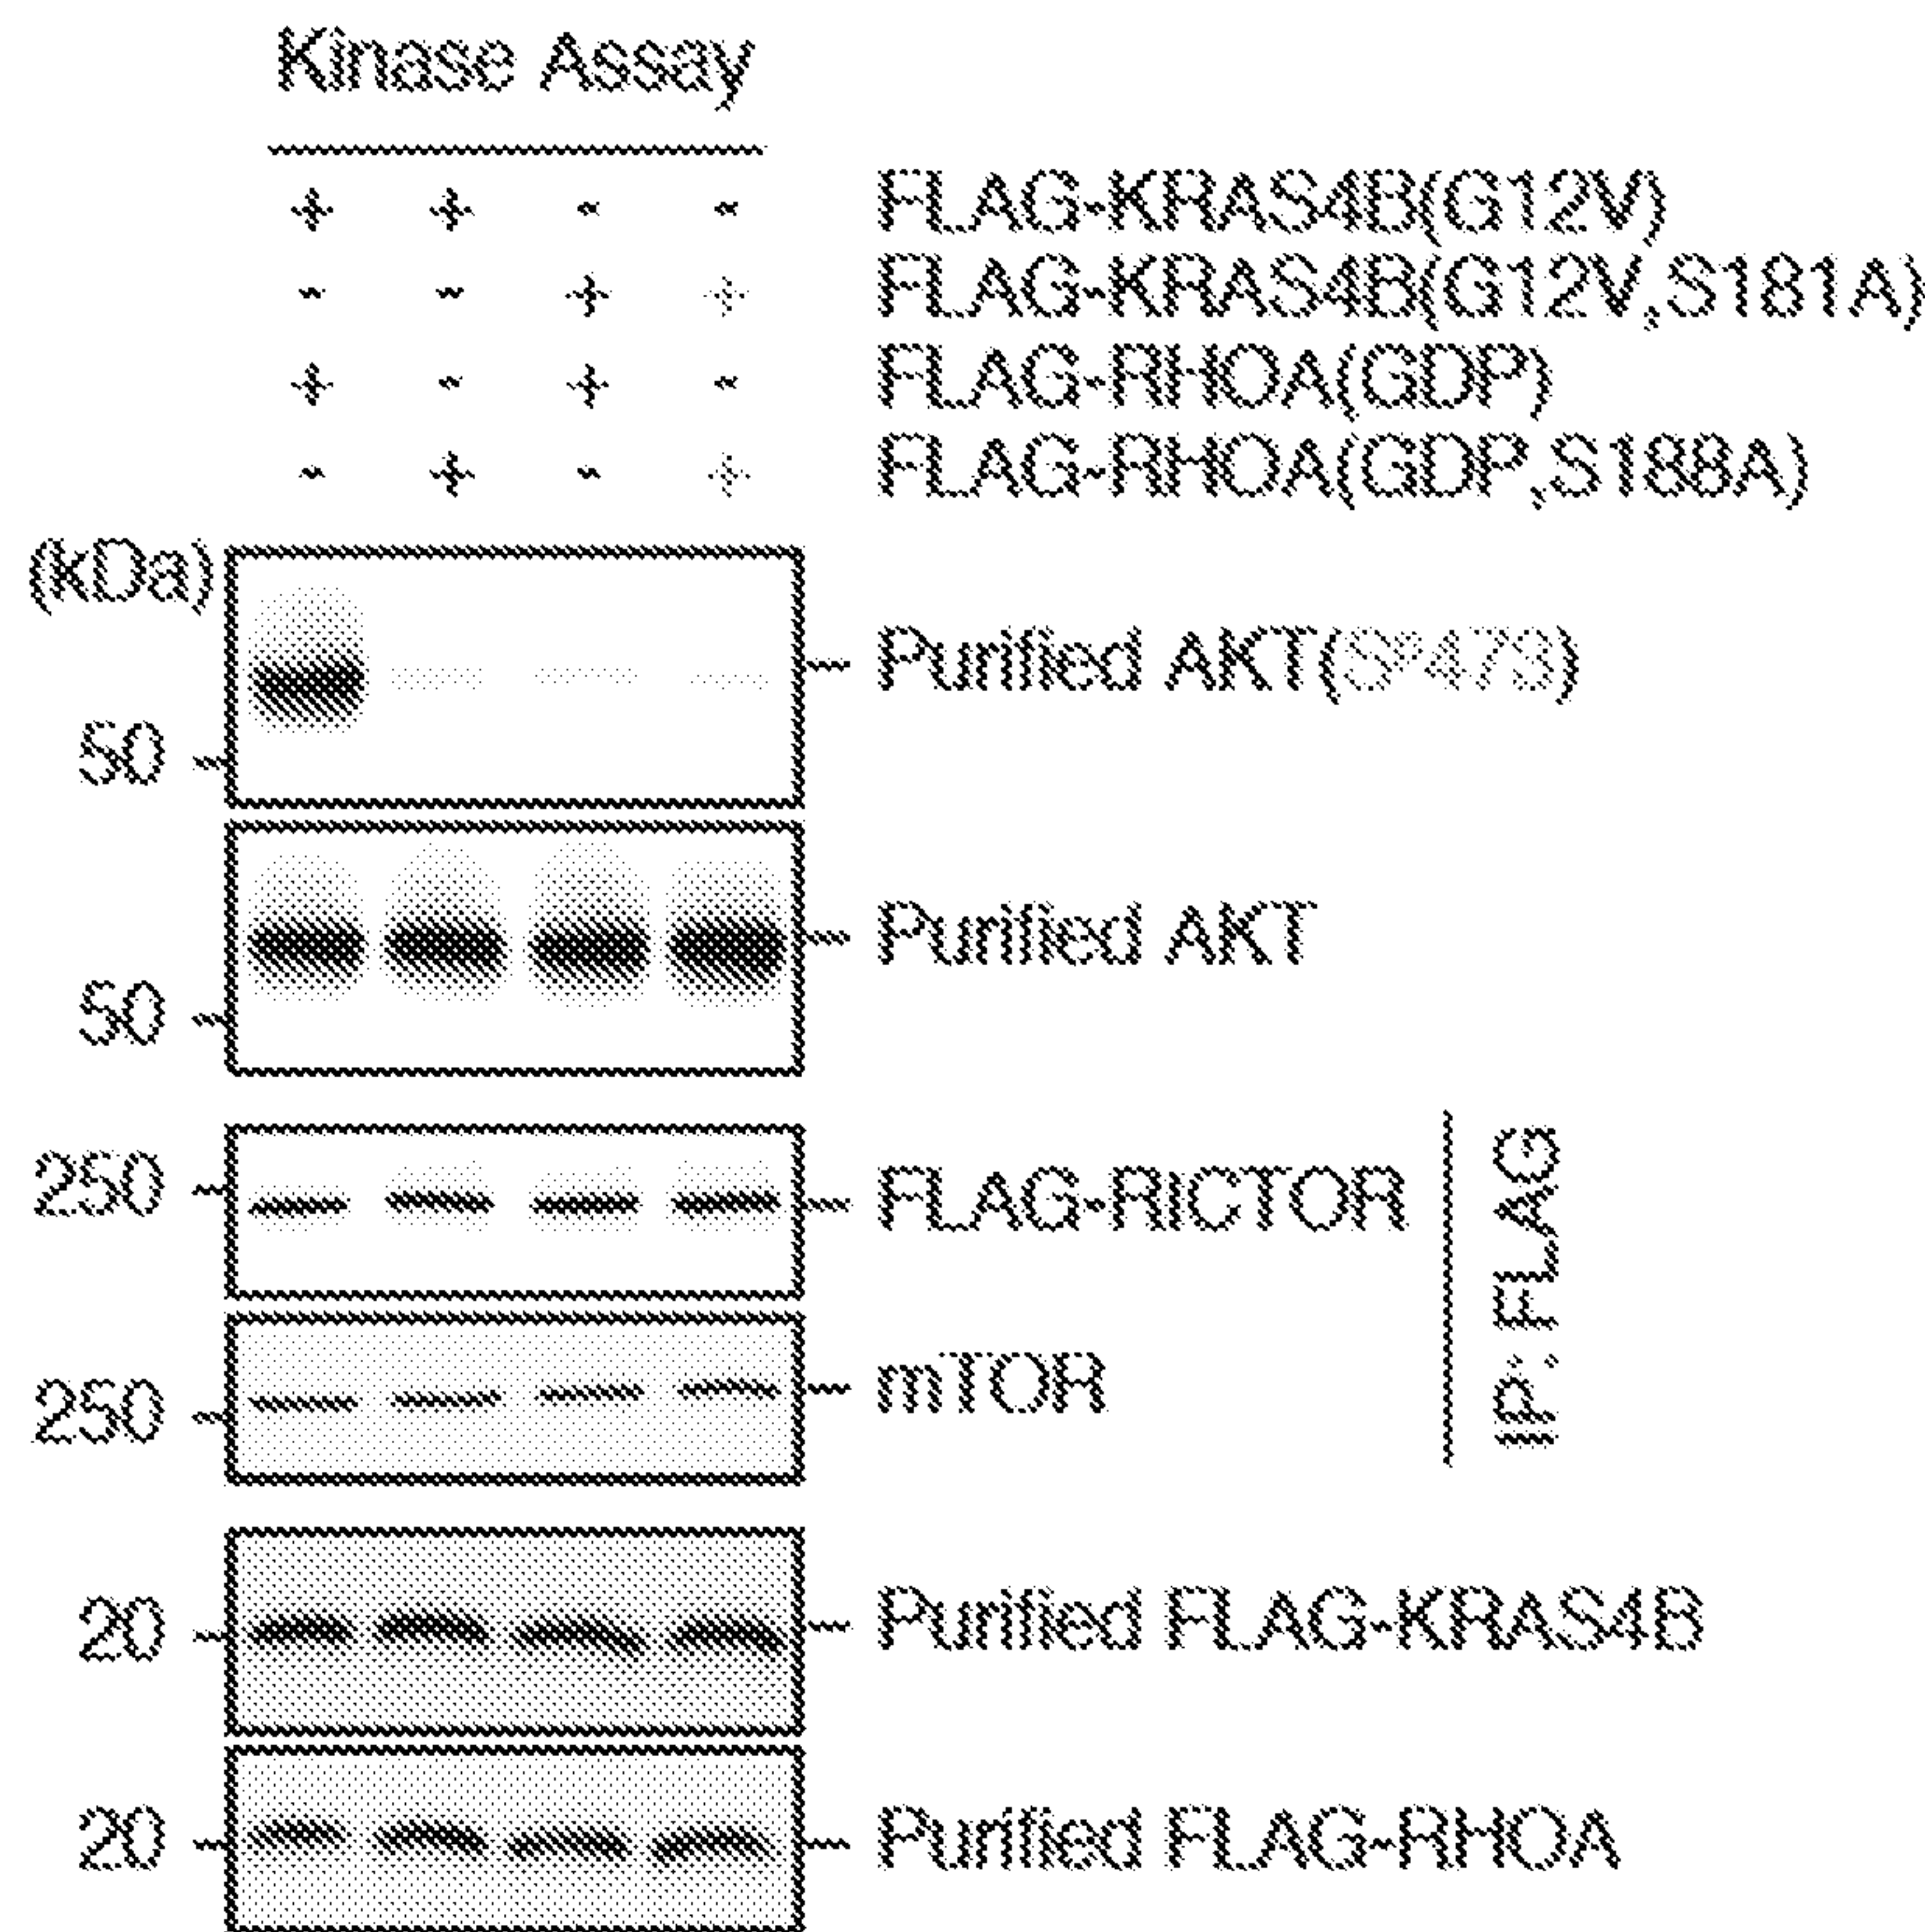 Kinase Assay
+ + - - FLAG-KRAS4B(G12V)
- - + + FLAG-KRAS4B(G12V,S181A)
+ - + - FLAG-RHOA(GDP)
- + - + FLAG-RHOA(GDP,S188A)
(kDa)
Purified AKT(Sᵖ473)
50
Purified AKT
50
250 FLAG-RICTOR
IP: FLAG
mTOR
250
20 Purified FLAG-KRAS4B
20 Purified FLAG-RHOA